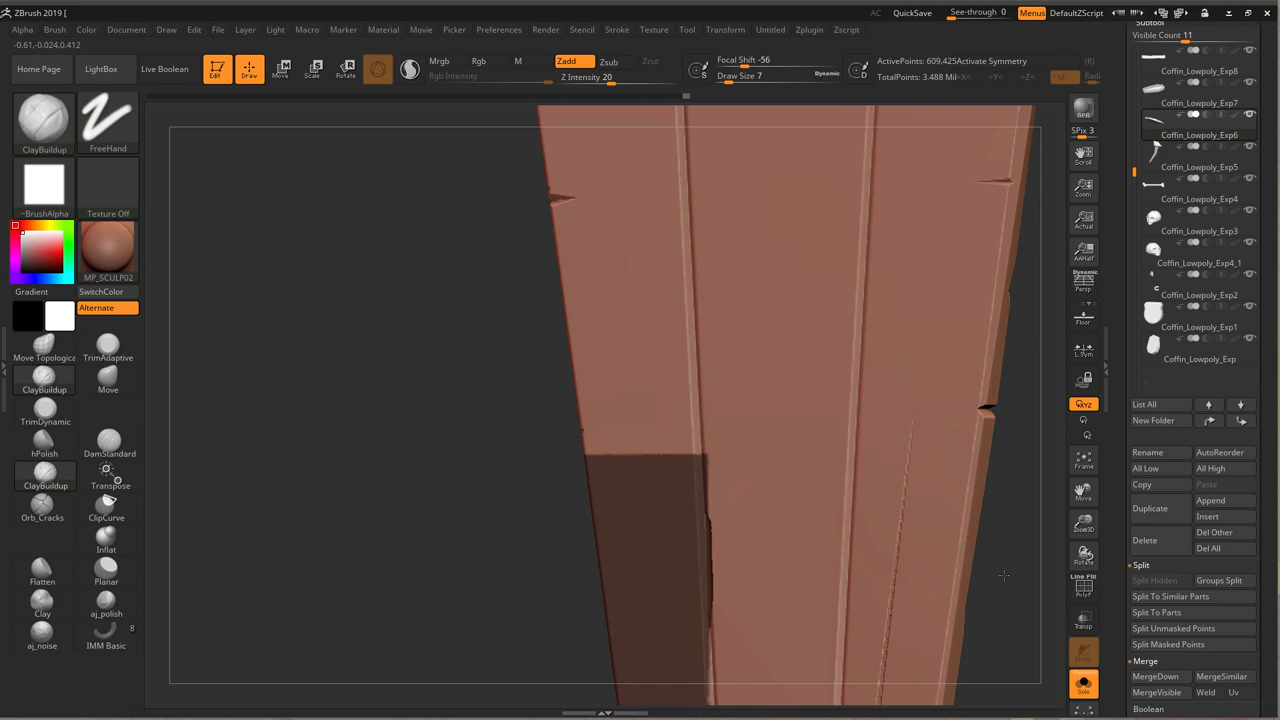 ZBrush 2019 [
AC QuickSave See-through 0 Menus DefaultZScript
Alpha Brush Color Document Draw Edit File Layer Light Macro Marker Movie Picker Preferences Render Stencil Stroke Texture Tool Transform Untitled Zplugin Zscript
-0.61,-0.024,0.412
Home Page LightBox Live Boolean Edit Draw Move Scale Rotate
Mrgb Rgb M Zadd Zsub Zcut
Rgb Intensity Z Intensity 20
Focal Shift -56
Draw Size 7 Dynamic
ActivePoints: 609,425 Activate Symmetry (R)
TotalPoints: 3.488 Mil >X< >Y< >Z< >M< Radi
ClayBuildup FreeHand
~BrushAlpha Texture Off
MP_SCULP02
Gradient SwitchColor
Alternate
Move Topological TrimAdaptive
ClayBuildup Move
TrimDynamic
hPolish DamStandard
ClayBuildup Transpose
Orb_Cracks ClipCurve
Inflat
Flatten Planar
Clay aj_polish
8
aj_noise IMM Basic
BPR
SPix 3
Scroll
Zoom
Actual
AAHalf
Dynamic
Persp
Floor
L.Sym
XYZ
Frame
Move
Zoom3D
Rotate
Line Fill
PolyF
Transp
Solo
Subtool
Visible Count 11
Coffin_Lowpoly_Exp8
Coffin_Lowpoly_Exp7
Coffin_Lowpoly_Exp6
Coffin_Lowpoly_Exp5
Coffin_Lowpoly_Exp4
Coffin_Lowpoly_Exp3
Coffin_Lowpoly_Exp4_1
Coffin_Lowpoly_Exp2
Coffin_Lowpoly_Exp1
Coffin_Lowpoly_Exp
List All
New Folder
Rename AutoReorder
All Low All High
Copy Paste
Duplicate Append
Insert
Delete Del Other
Del All
Split
Split Hidden Groups Split
Split To Similar Parts
Split To Parts
Split Unmasked Points
Split Masked Points
Merge
MergeDown MergeSimilar
MergeVisible Weld Uv
Boolean